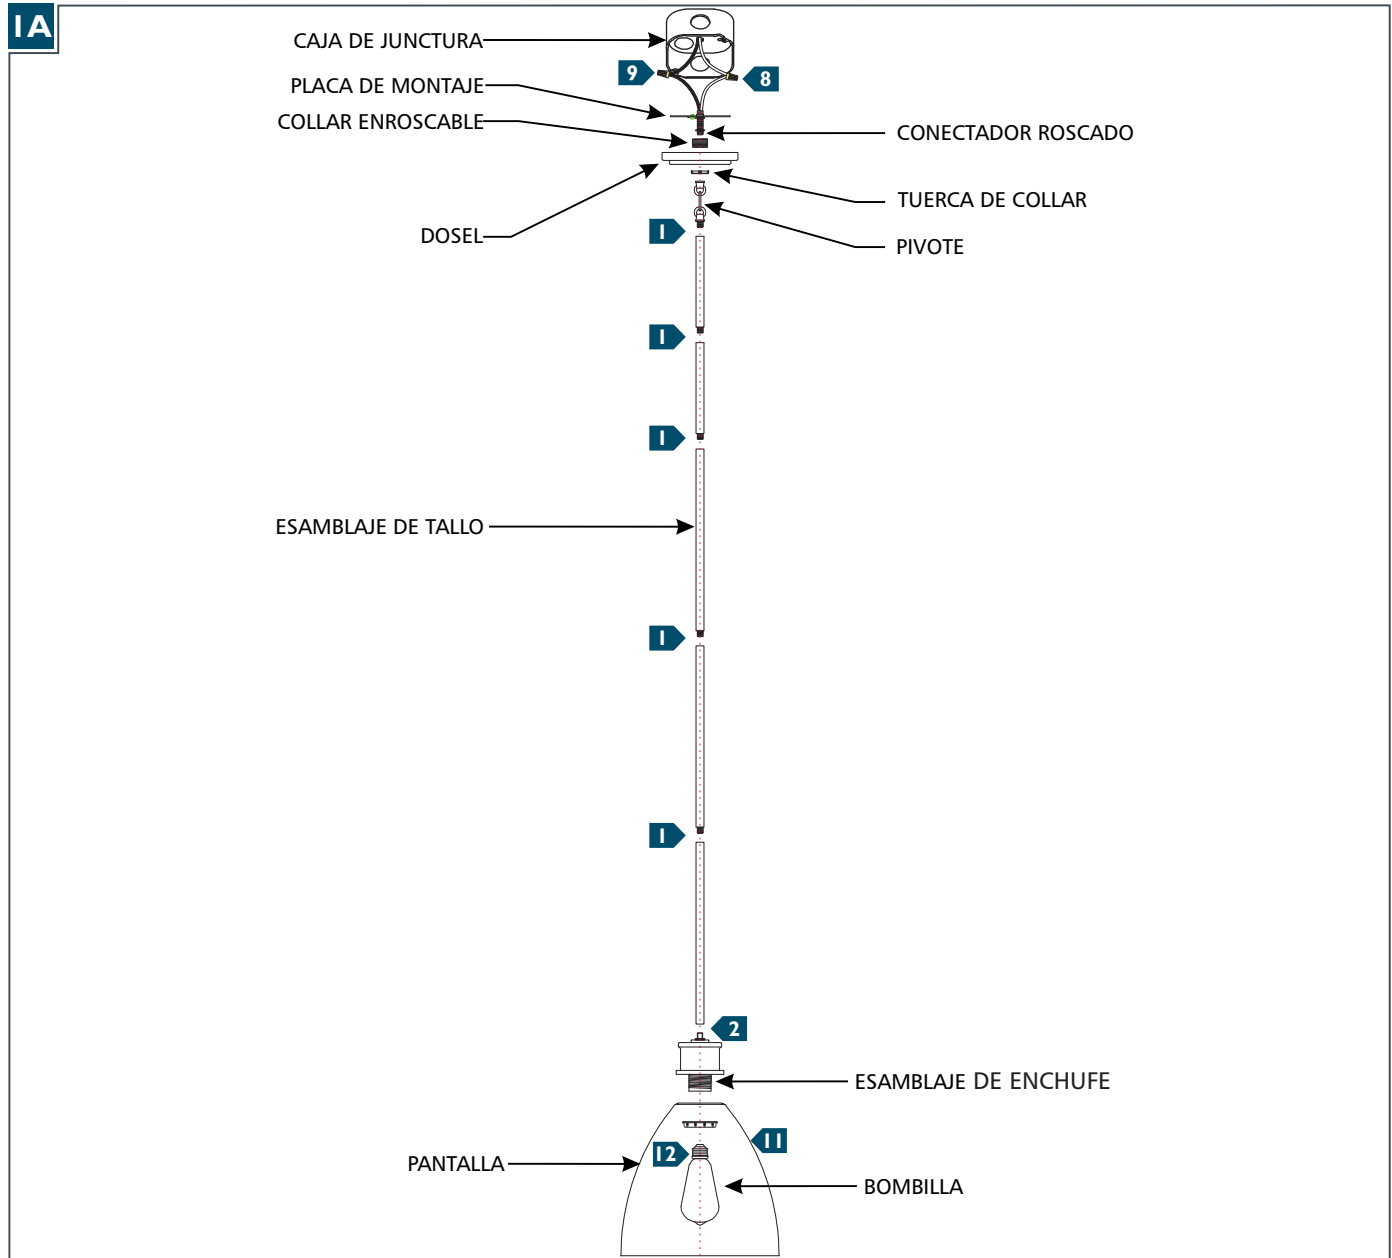 1A
CAJA DE JUNCTURA
9
8
PLACA DE MONTAJE
COLLAR ENROSCABLE
CONECTADOR ROSCADO
TUERCA DE COLLAR
DOSEL
1
PIVOTE
1
1
ESAMBLAJE DE TALLO
1
1
2
ESAMBLAJE DE ENCHUFE
11
12
PANTALLA
BOMBILLA